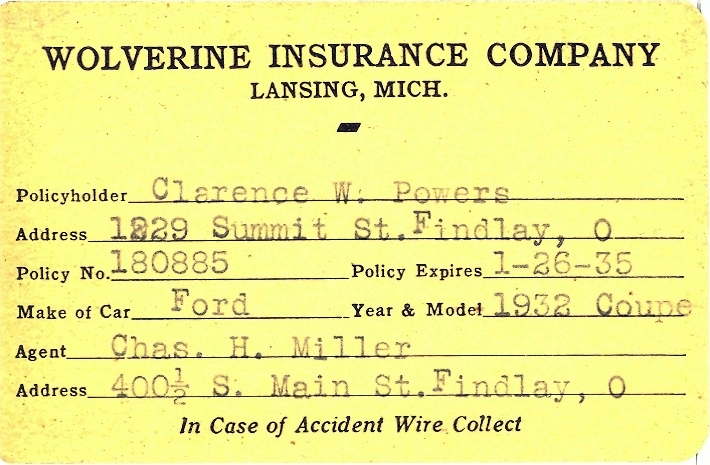 WOLVERINE INSURANCE COMPANY
LANSING, MICH.
Policyholder Clarence W. Powers
Address 1229 Summit St. Findlay, O
Policy No. 180885 Policy Expires 1-26-35
Make of Car Ford Year & Model 1932 Coupe
Agent Chas. H. Miller
Address 400½ S. Main St. Findlay, O
In Case of Accident Wire Collect